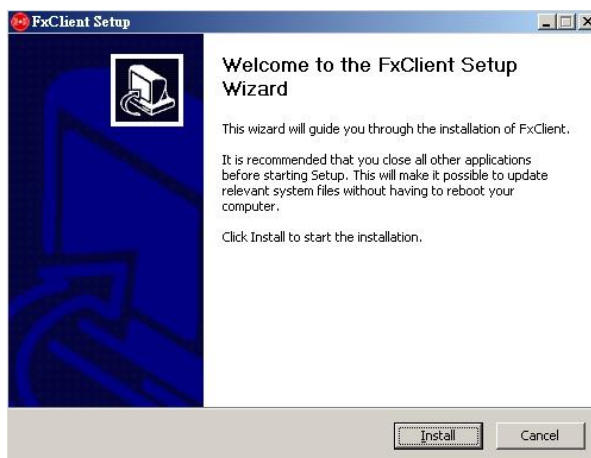 FxClient Setup
Welcome to the FxClient Setup
Wizard
This wizard will guide you through the installation of FxClient.
It is recommended that you close all other applications
before starting Setup. This will make it possible to update
relevant system files without having to reboot your
computer.
Click Install to start the installation.
Install
Cancel